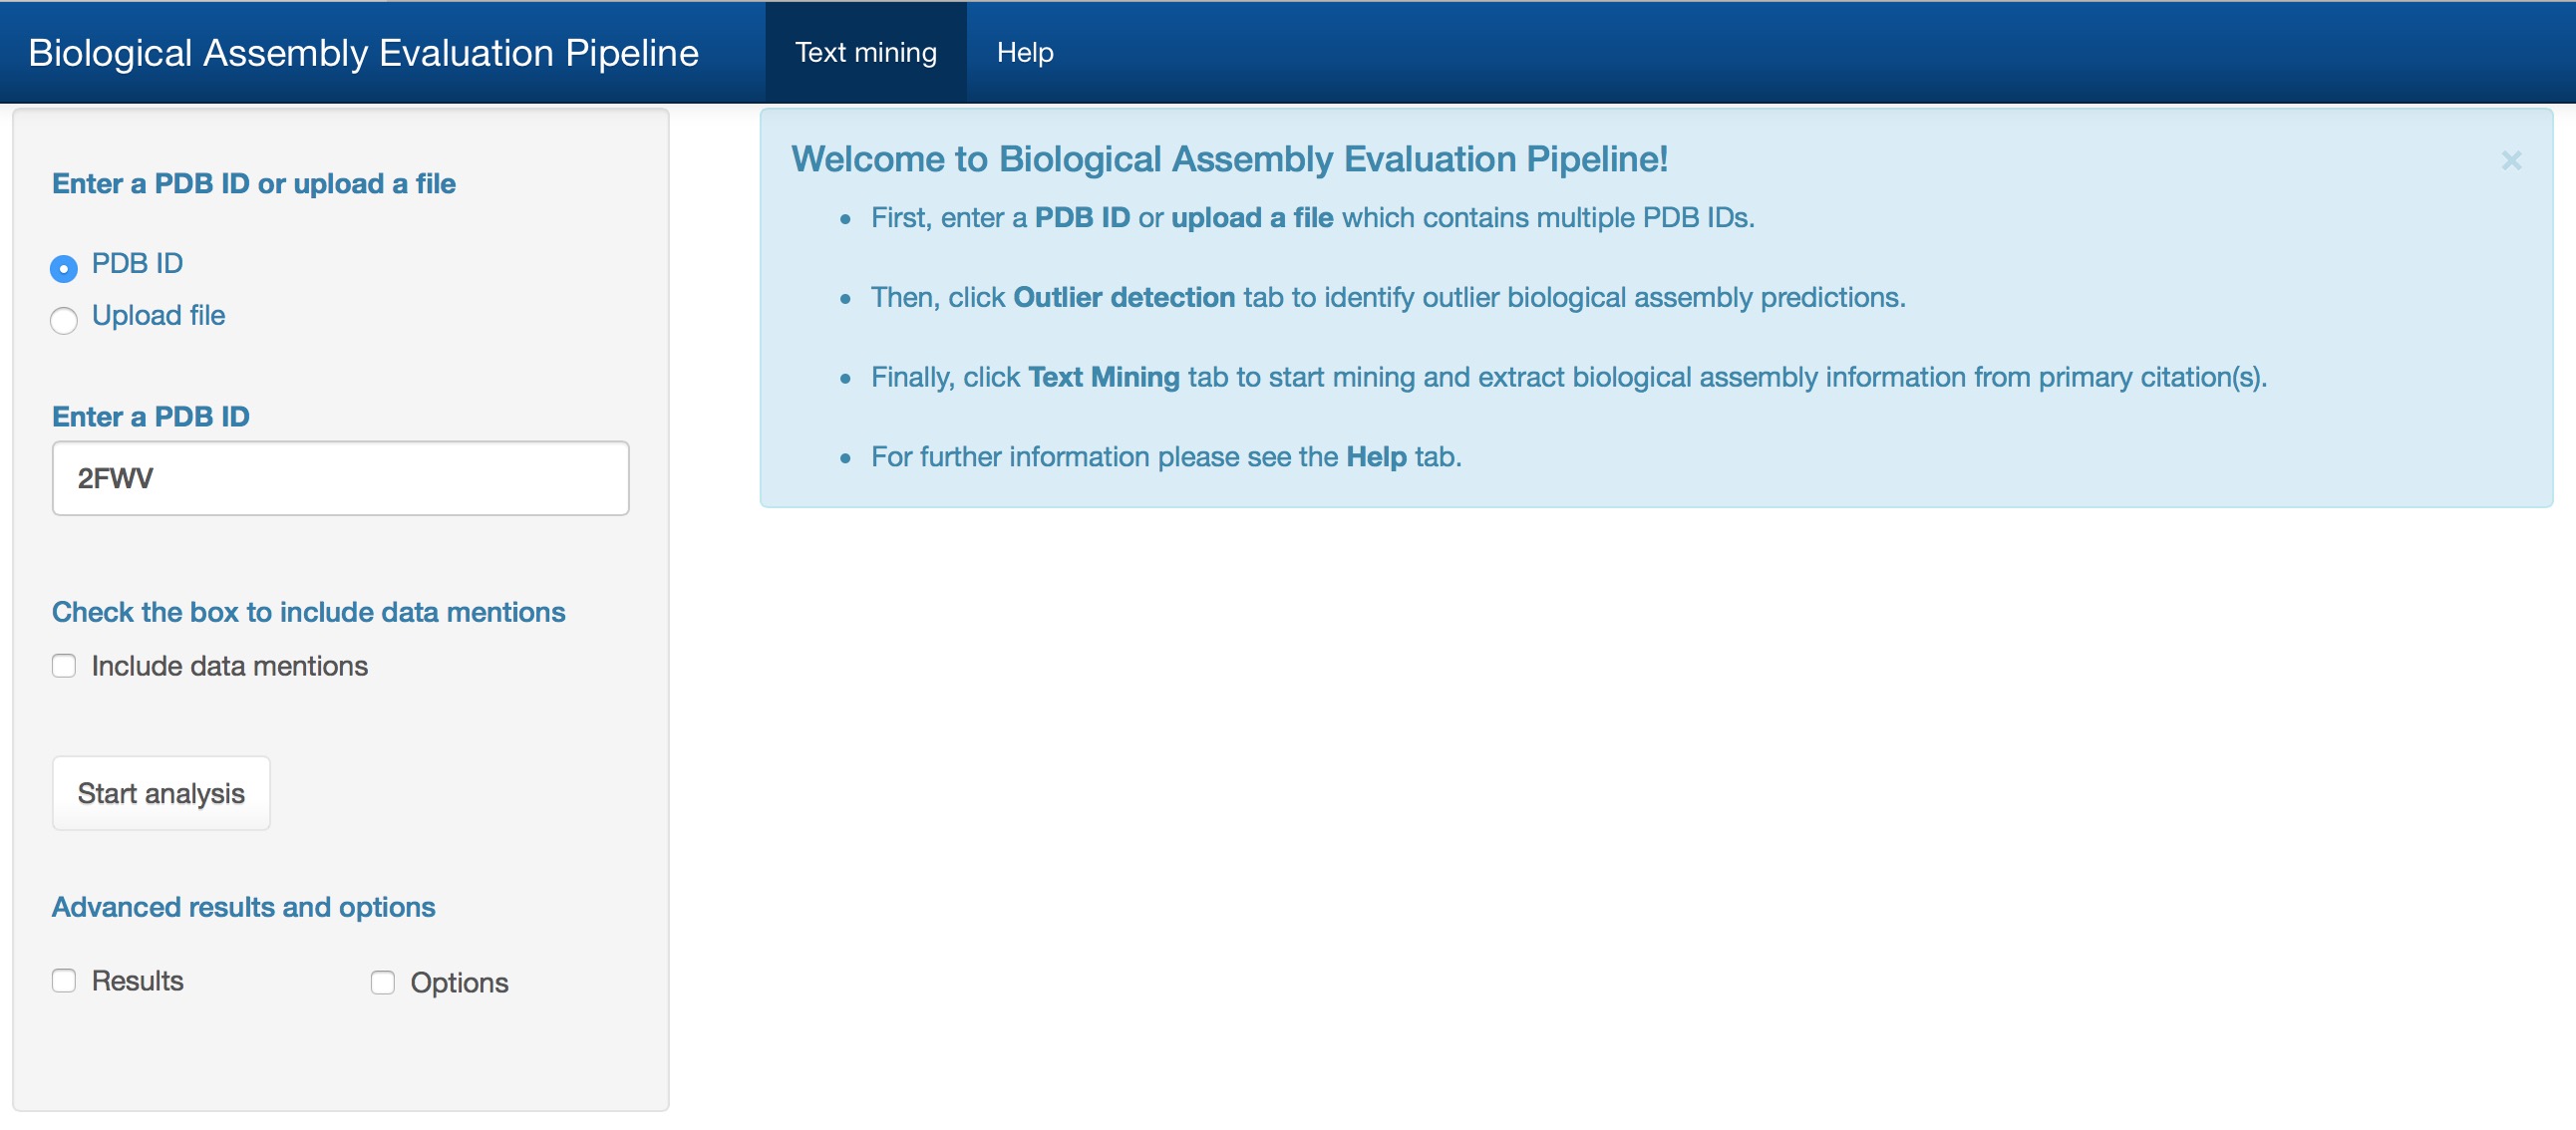 Biological Assembly Evaluation Pipeline
Text mining
Help
Enter a PDB ID or upload a file
PDB ID
Upload file
Enter a PDB ID
2FWV
Check the box to include data mentions
Include data mentions
Start analysis
Advanced results and options
Results
Options
Welcome to Biological Assembly Evaluation Pipeline!
×
• First, enter a PDB ID or upload a file which contains multiple PDB IDs.
• Then, click Outlier detection tab to identify outlier biological assembly predictions.
• Finally, click Text Mining tab to start mining and extract biological assembly information from primary citation(s).
• For further information please see the Help tab.